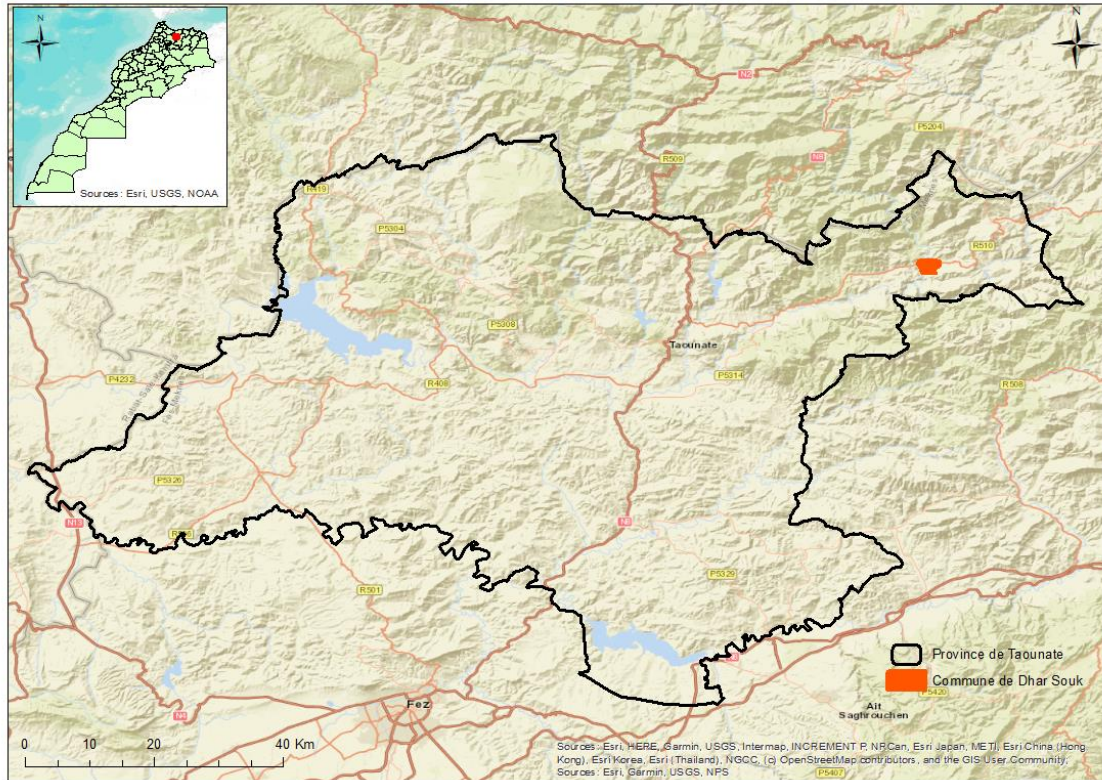 N
N
Sources: Esri, USGS, NOAA
N2
P5204
R509
N8
R419
P5304
R510
P5308
Taounate
P4232
R408
P5314
R508
P5326
N13
N8
P5329
R501
Province de Taounate
Commune de Dhar Souk
P5420
Ait
Saghrouchen
Fez
N4
0 10 20 40 Km
Sources: Esri, HERE, Garmin, USGS, Intermap, INCREMENT P, NRCan, Esri Japan, METI, Esri China (Hong
Kong), Esri Korea, Esri (Thailand), NGCC, (c) OpenStreetMap contributors, and the GIS User Community,
Sources: Esri, Garmin, USGS, NPS
P5407